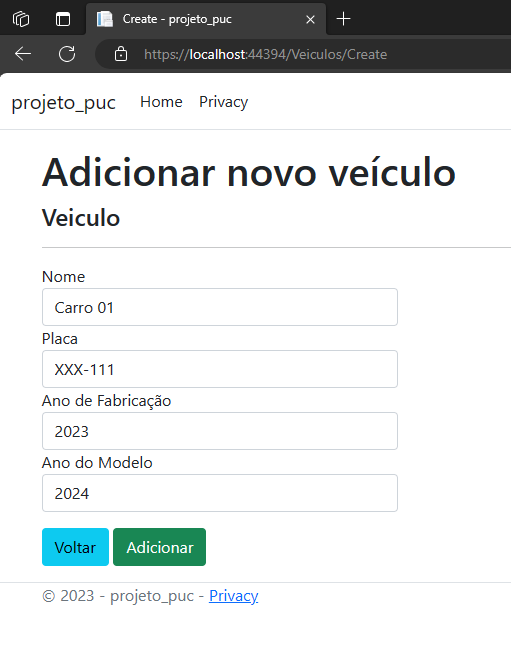 Create - projeto_puc
https://localhost:44394/Veiculos/Create
projeto_puc Home Privacy
Adicionar novo veículo
Veiculo
Nome
Carro 01
Placa
XXX-111
Ano de Fabricação
2023
Ano do Modelo
2024
Voltar Adicionar
© 2023 - projeto_puc - Privacy